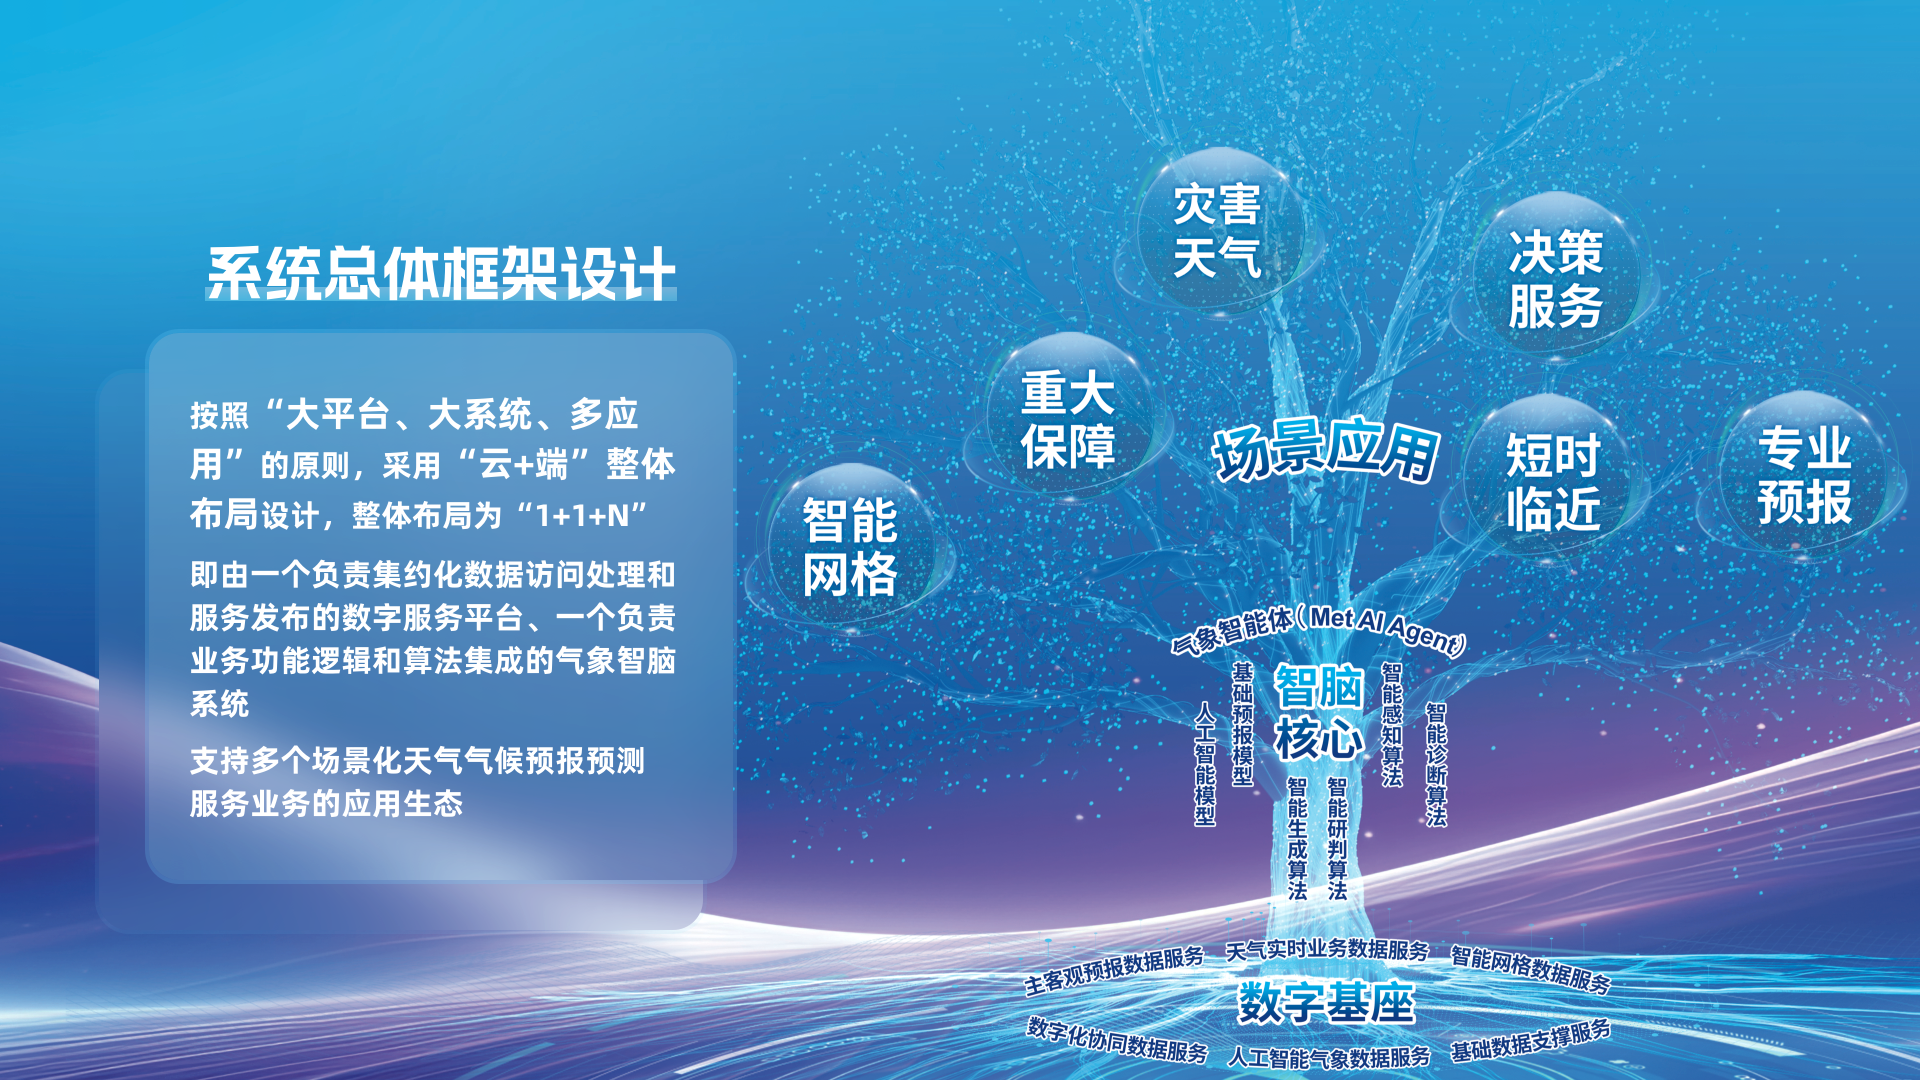 系统总体框架设计
按照“大平台、大系统、多应
用”的原则，采用“云+端”整体
布局设计，整体布局为“1+1+N”
即由一个负责集约化数据访问处理和
服务发布的数字服务平台、一个负责
业务功能逻辑和算法集成的气象智脑
系统
支持多个场景化天气气候预报预测
服务业务的应用生态
灾害
天气
决策
服务
重大
保障
场景应用
短时
临近
专业
预报
智能
网格
气象智能体（Met AI Agent）
人工智能模型
基础预报模型
智脑
核心
智能感知算法
智能诊断算法
智能生成算法
智能研判算法
主客观预报数据服务
天气实时业务数据服务
智能网格数据服务
数字基座
数字化协同数据服务
人工智能气象数据服务
基础数据支撑服务